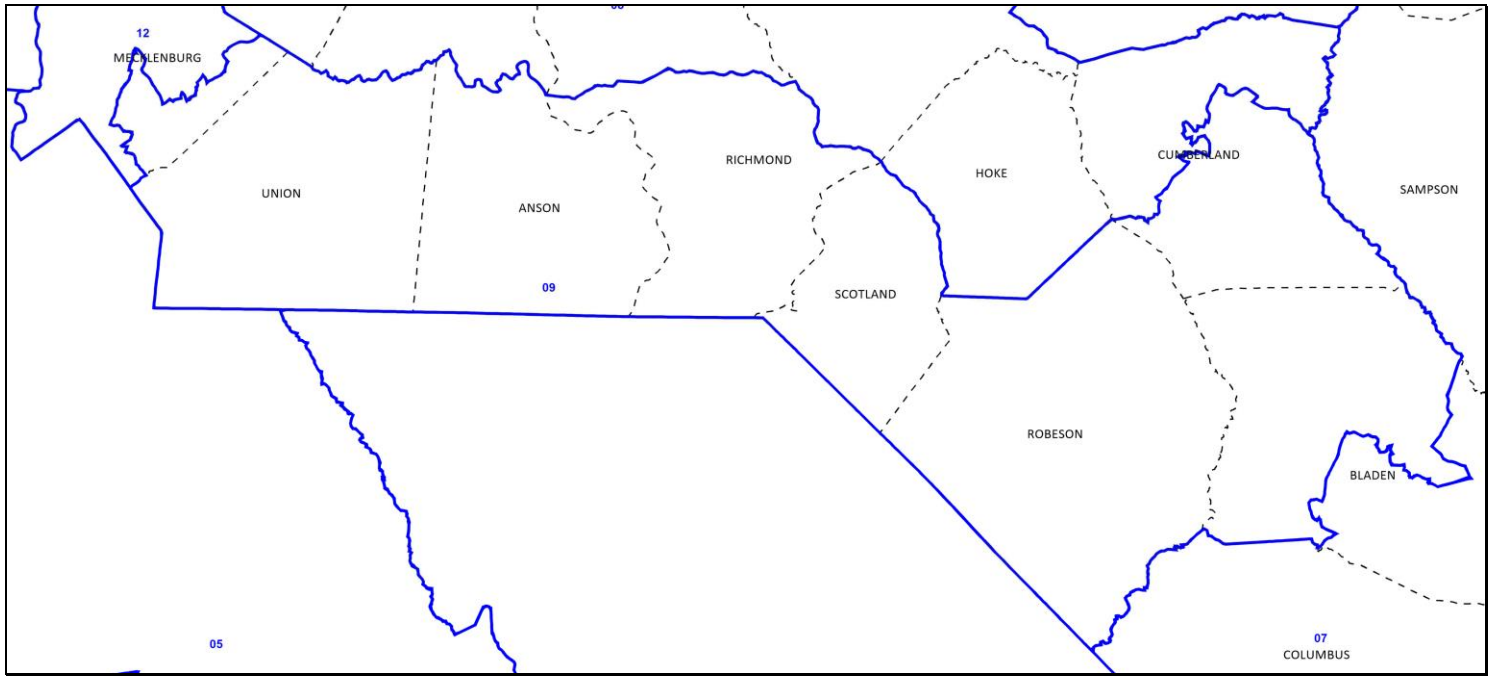 12
MECKLENBURG
CUMBERLAND
RICHMOND
HOKE
UNION
SAMPSON
ANSON
09
SCOTLAND
ROBESON
BLADEN
05
07
COLUMBUS